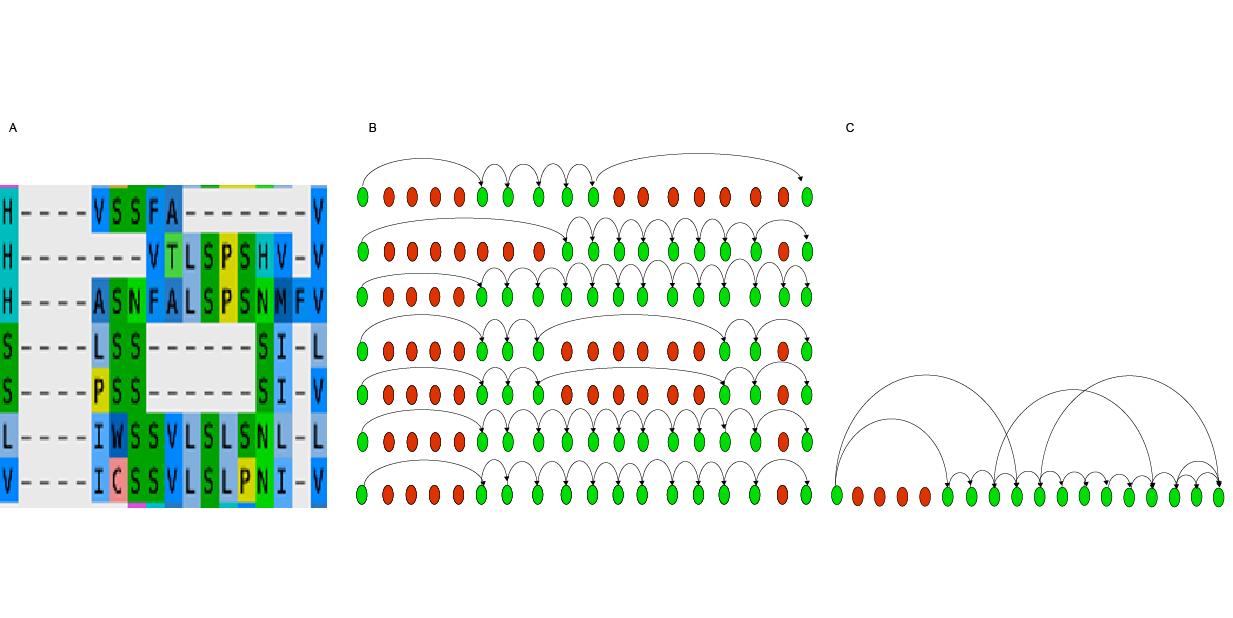 A
B
C
H----VSSFA-------V
H-------VTLSPSHV-V
H----ASNFALSPSNMFV
S----LSS------SI-L
S----PSS------SI-V
L----IWSSVLSLSNL-L
V----ICSSVLSLPNI-V